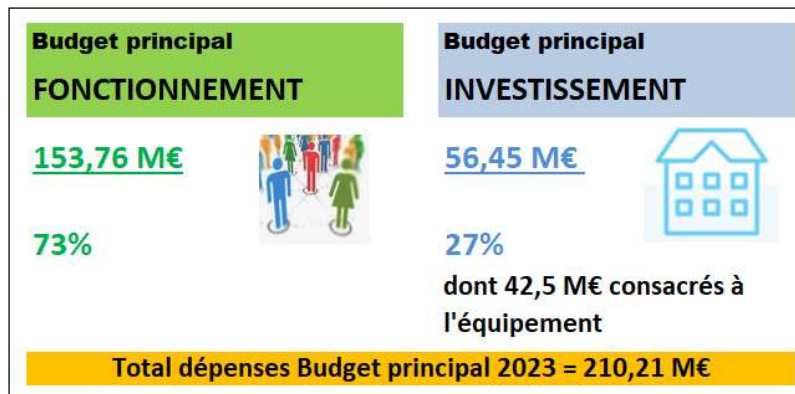 Budget principal
FONCTIONNEMENT
153,76 M€
73%
Budget principal
INVESTISSEMENT
56,45 M€
27%
dont 42,5 M€ consacrés à
l'équipement
Total dépenses Budget principal 2023 = 210,21 M€